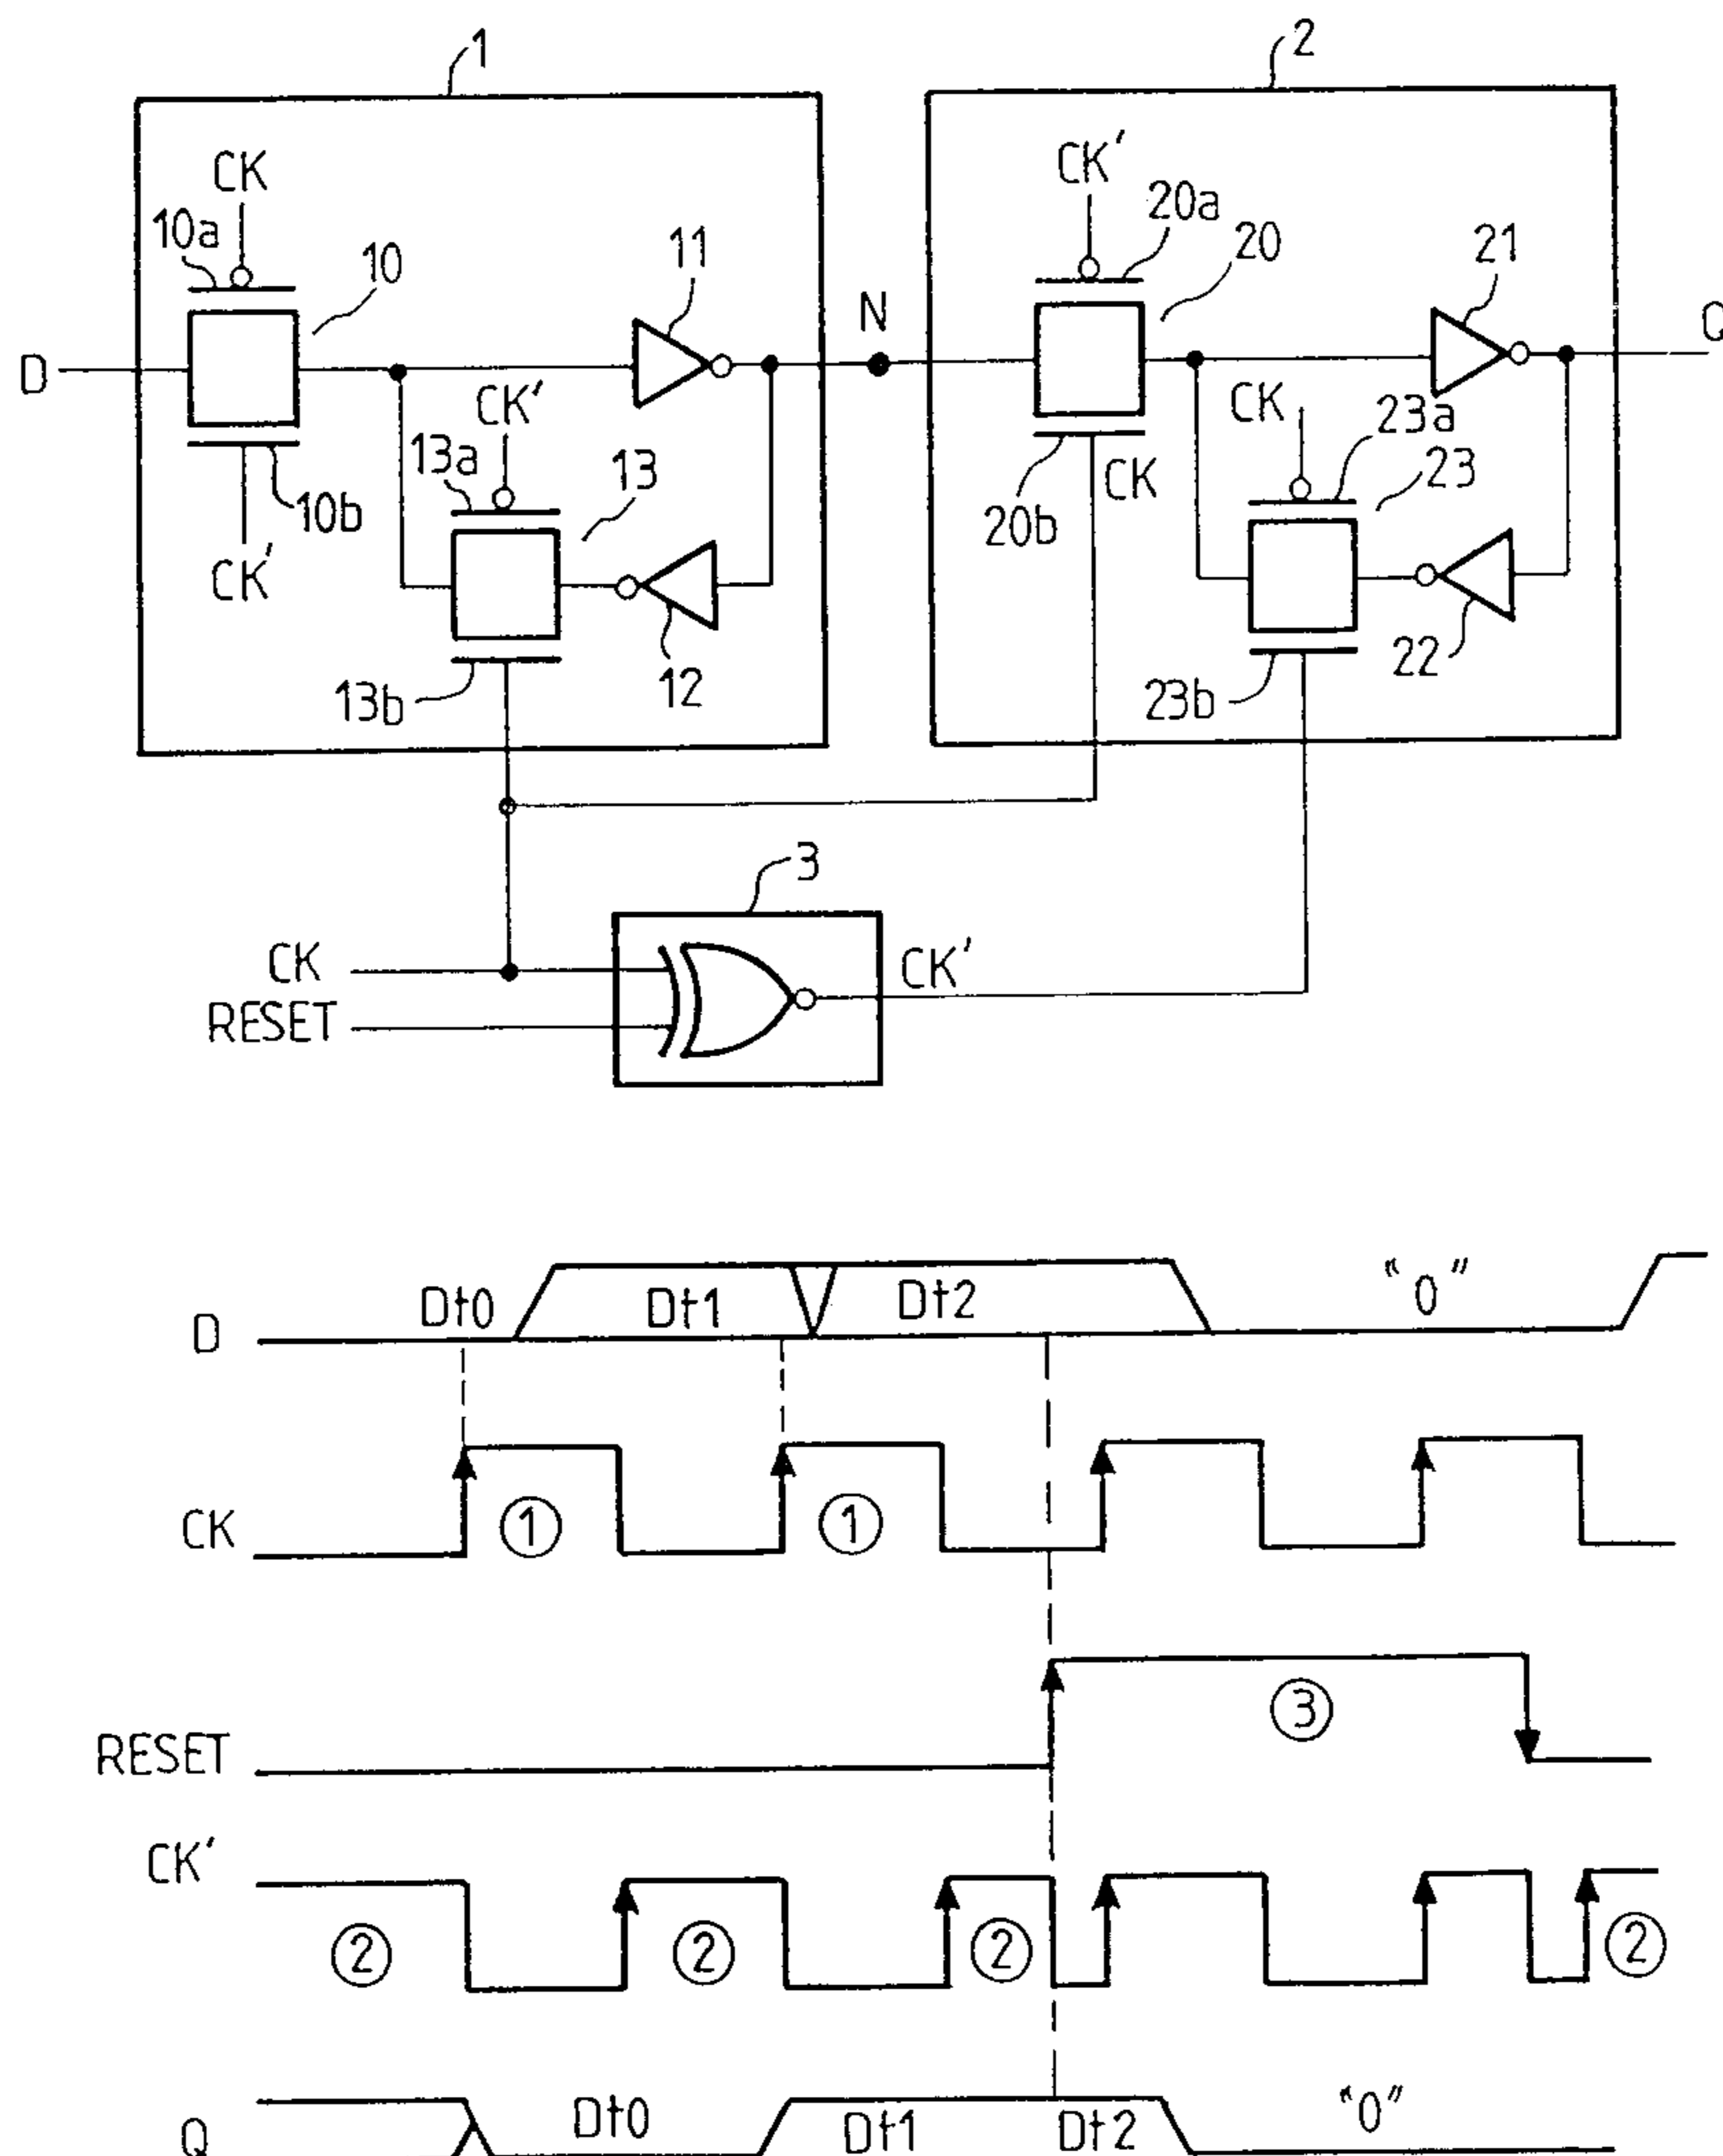 1
2
CK
10a
10
11
N
CK'
20a
20
21
Q
D
CK'
13a
13
10b
CK'
13b
12
CK
23a
23
CK
20b
23b
22
3
CK
RESET
CK'
D
Dt0
Dt1
Dt2
"0"
CK
①
①
RESET
③
CK'
②
②
②
②
Q
Dt0
Dt1
Dt2
"0"